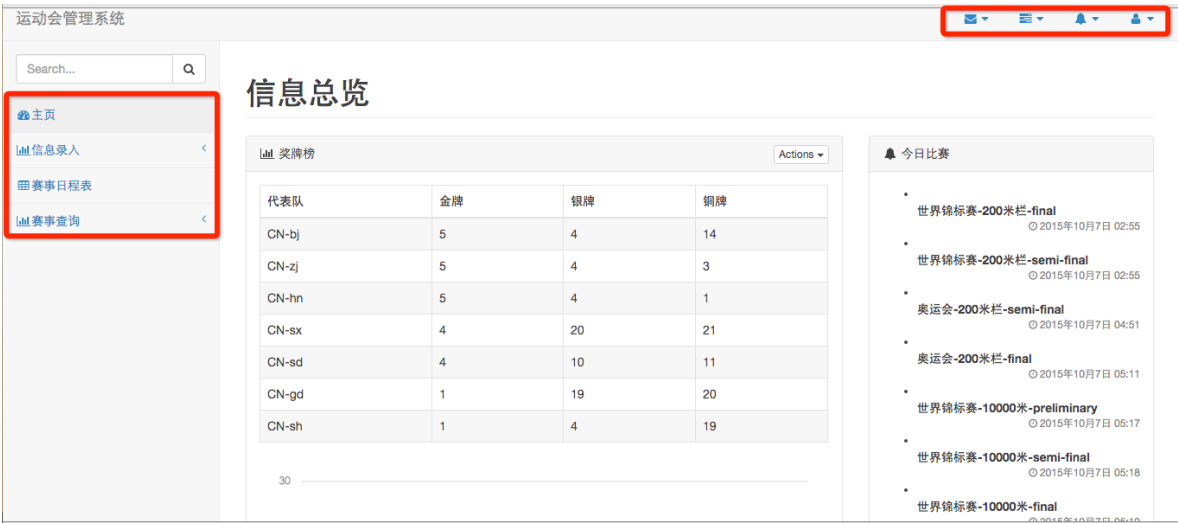 运动会管理系统
Search...
主页
信息录入
赛事日程表
赛事查询
信息总览
奖牌榜
Actions
代表队 金牌 银牌 铜牌
CN-bj 5 4 14
CN-zj 5 4 3
CN-hn 5 4 1
CN-sx 4 20 21
CN-sd 4 10 11
CN-gd 1 19 20
CN-sh 1 4 19
30
今日比赛
世界锦标赛-200米栏-final
2015年10月7日 02:55
世界锦标赛-200米栏-semi-final
2015年10月7日 02:55
奥运会-200米栏-semi-final
2015年10月7日 04:51
奥运会-200米栏-final
2015年10月7日 05:11
世界锦标赛-10000米-preliminary
2015年10月7日 05:17
世界锦标赛-10000米-semi-final
2015年10月7日 05:18
世界锦标赛-10000米-final
2015年10月7日